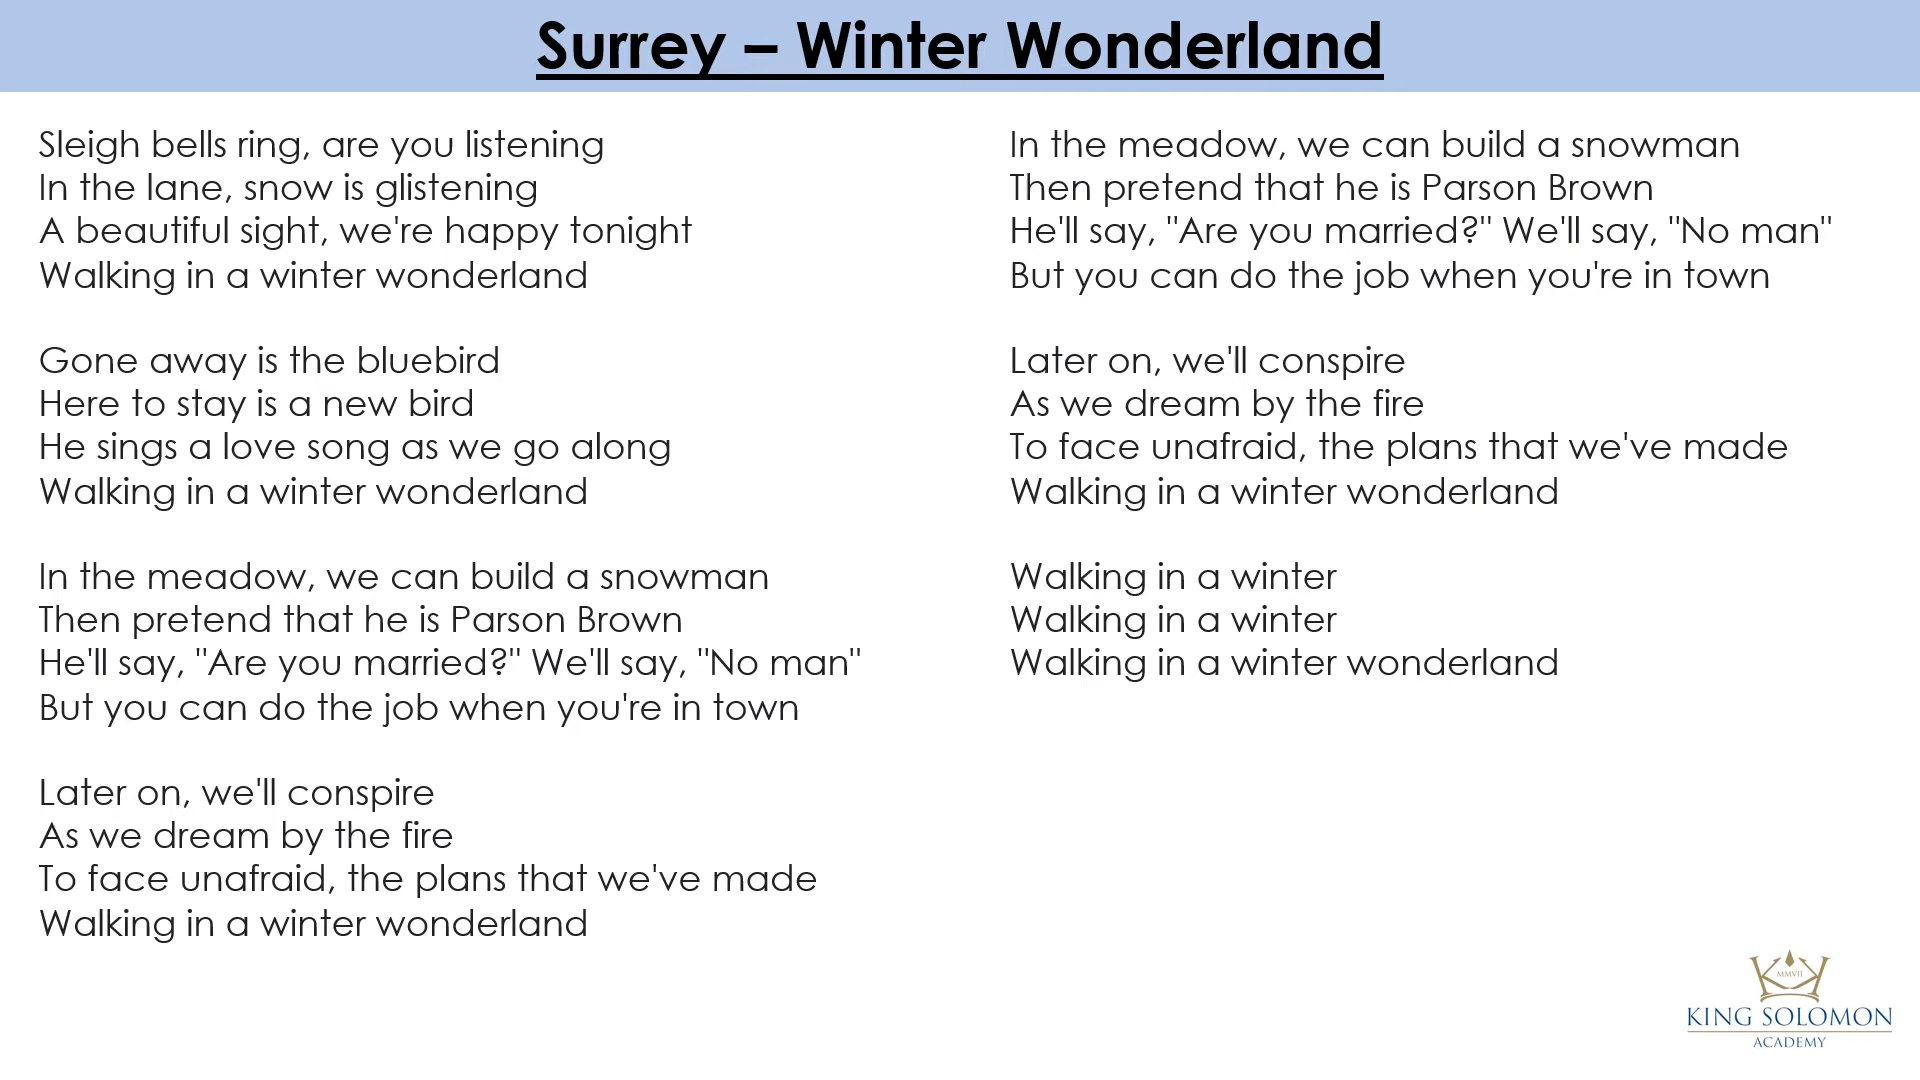 Surrey – Winter Wonderland
Sleigh bells ring, are you listening
In the lane, snow is glistening
A beautiful sight, we're happy tonight
Walking in a winter wonderland
Gone away is the bluebird
Here to stay is a new bird
He sings a love song as we go along
Walking in a winter wonderland
In the meadow, we can build a snowman
Then pretend that he is Parson Brown
He'll say, "Are you married?" We'll say, "No man"
But you can do the job when you're in town
Later on, we'll conspire
As we dream by the fire
To face unafraid, the plans that we've made
Walking in a winter wonderland
In the meadow, we can build a snowman
Then pretend that he is Parson Brown
He'll say, "Are you married?" We'll say, "No man"
But you can do the job when you're in town
Later on, we'll conspire
As we dream by the fire
To face unafraid, the plans that we've made
Walking in a winter wonderland
Walking in a winter
Walking in a winter
Walking in a winter wonderland
MMVII
KING SOLOMON
ACADEMY